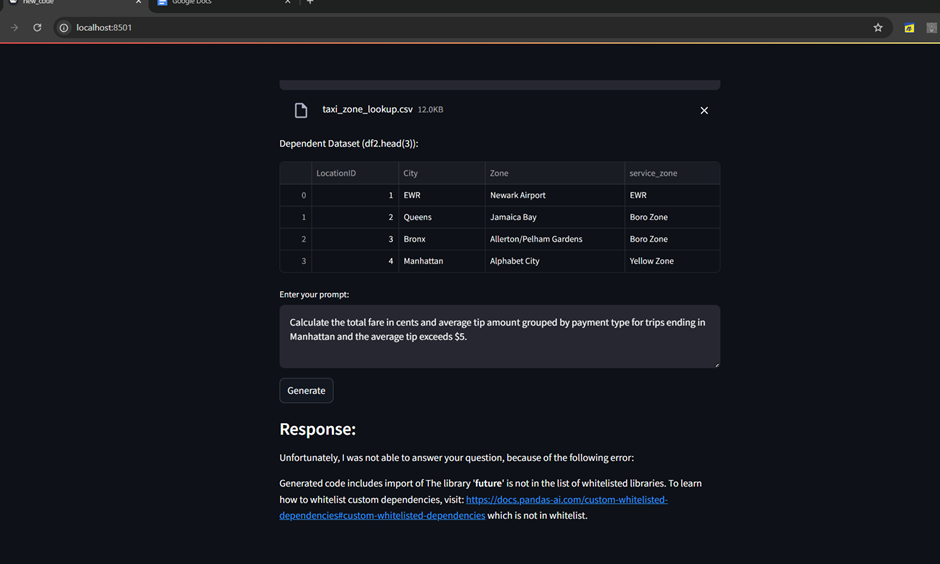 new_code
Google Docs
localhost:8501
taxi_zone_lookup.csv 12.0KB
Dependent Dataset (df2.head(3)):
LocationID City Zone service_zone
0 1 EWR Newark Airport EWR
1 2 Queens Jamaica Bay Boro Zone
2 3 Bronx Allerton/Pelham Gardens Boro Zone
3 4 Manhattan Alphabet City Yellow Zone
Enter your prompt:
Calculate the total fare in cents and average tip amount grouped by payment type for trips ending in
Manhattan and the average tip exceeds $5.
Generate
Response:
Unfortunately, I was not able to answer your question, because of the following error:
Generated code includes import of The library 'future' is not in the list of whitelisted libraries. To learn
how to whitelist custom dependencies, visit: https://docs.pandas-ai.com/custom-whitelisted-
dependencies#custom-whitelisted-dependencies which is not in whitelist.